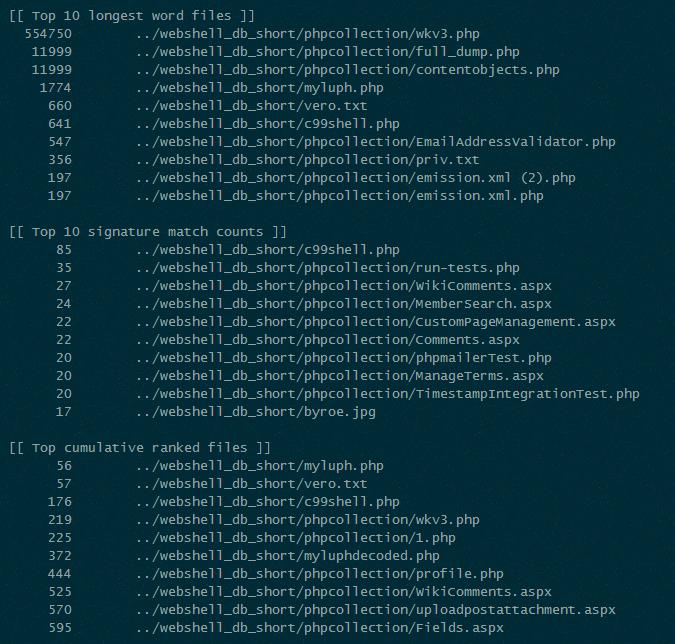 [[ Top 10 longest word files ]]
554750 ../webshell_db_short/phpcollection/wkv3.php
11999 ../webshell_db_short/phpcollection/full_dump.php
11999 ../webshell_db_short/phpcollection/contentobjects.php
1774 ../webshell_db_short/myluph.php
660 ../webshell_db_short/vero.txt
641 ../webshell_db_short/c99shell.php
547 ../webshell_db_short/phpcollection/EmailAddressValidator.php
356 ../webshell_db_short/phpcollection/priv.txt
197 ../webshell_db_short/phpcollection/emission.xml (2).php
197 ../webshell_db_short/phpcollection/emission.xml.php
[[ Top 10 signature match counts ]]
85 ../webshell_db_short/c99shell.php
35 ../webshell_db_short/phpcollection/run-tests.php
27 ../webshell_db_short/phpcollection/WikiComments.aspx
24 ../webshell_db_short/phpcollection/MemberSearch.aspx
22 ../webshell_db_short/phpcollection/CustomPageManagement.aspx
22 ../webshell_db_short/phpcollection/Comments.aspx
20 ../webshell_db_short/phpcollection/phpmailerTest.php
20 ../webshell_db_short/phpcollection/ManageTerms.aspx
20 ../webshell_db_short/phpcollection/TimestampIntegrationTest.php
17 ../webshell_db_short/byroe.jpg
[[ Top cumulative ranked files ]]
56 ../webshell_db_short/myluph.php
57 ../webshell_db_short/vero.txt
176 ../webshell_db_short/c99shell.php
219 ../webshell_db_short/phpcollection/wkv3.php
225 ../webshell_db_short/phpcollection/1.php
372 ../webshell_db_short/myluphdecoded.php
444 ../webshell_db_short/phpcollection/profile.php
525 ../webshell_db_short/phpcollection/WikiComments.aspx
570 ../webshell_db_short/phpcollection/uploadpostattachment.aspx
595 ../webshell_db_short/phpcollection/Fields.aspx